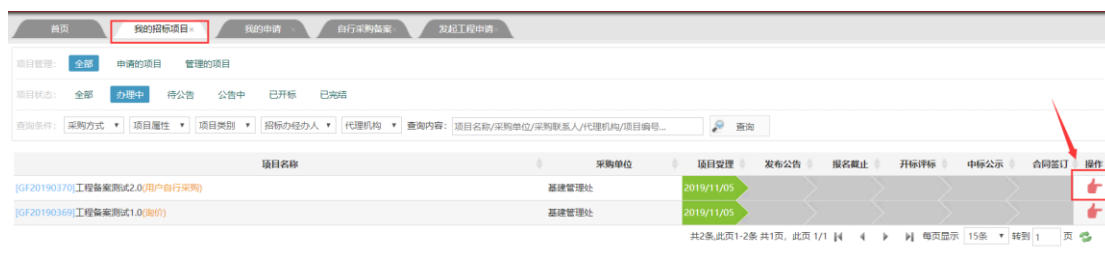 首页 我的招标项目× 我的申请 × 自行采购备案× 发起工程申请×
项目管理: 全部 申请的项目 管理的项目
项目状态: 全部 办理中 待公告 公告中 已开标 已完结
查询条件: 采购方式 项目属性 项目类别 招标办经办人 代理机构 查询内容: 项目名称/采购单位/采购联系人/代理机构/项目编号... 查询
项目名称 采购单位 项目受理 发布公告 报名截止 开标评标 中标公示 合同签订 操作
[GF20190370]工程备案测试2.0(用户自行采购) 基建管理处 2019/11/05
[GF20190369]工程备案测试1.0(询价) 基建管理处 2019/11/05
共2条,此页1-2条 共1页, 此页 1/1 每页显示 15条 转到 1 页